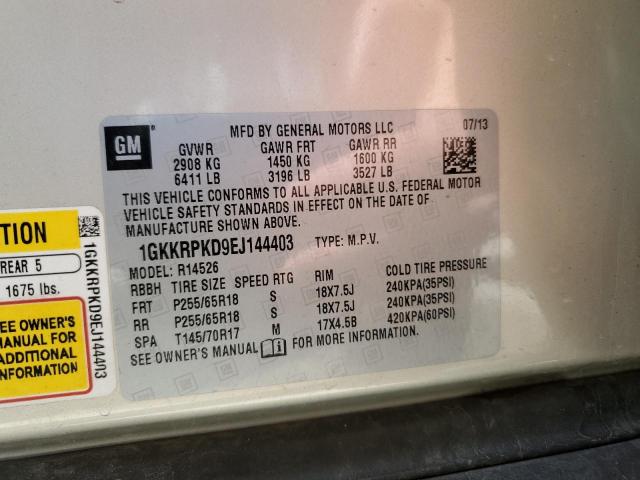 GM
MFD BY GENERAL MOTORS LLC
07/13
GVWR GAWR FRT GAWR RR
2908 KG 1450 KG 1600 KG
6411 LB 3196 LB 3527 LB
THIS VEHICLE CONFORMS TO ALL APPLICABLE U.S. FEDERAL MOTOR
VEHICLE SAFETY STANDARDS IN EFFECT ON THE DATE OF
MANUFACTURE SHOWN ABOVE.
1GKKRPKD9EJ144403 TYPE: M.P.V.
MODEL: R14526
RBBH TIRE SIZE SPEED RTG RIM COLD TIRE PRESSURE
FRT P255/65R18 S 18X7.5J 240KPA(35PSI)
RR P255/65R18 S 18X7.5J 240KPA(35PSI)
SPA T145/70R17 M 17X4.5B 420KPA(60PSI)
SEE OWNER'S MANUAL FOR MORE INFORMATION.
TION
REAR 5
1675 lbs.
SEE OWNER'S
MANUAL FOR
ADDITIONAL
INFORMATION
1GKKRPKD9EJ144403